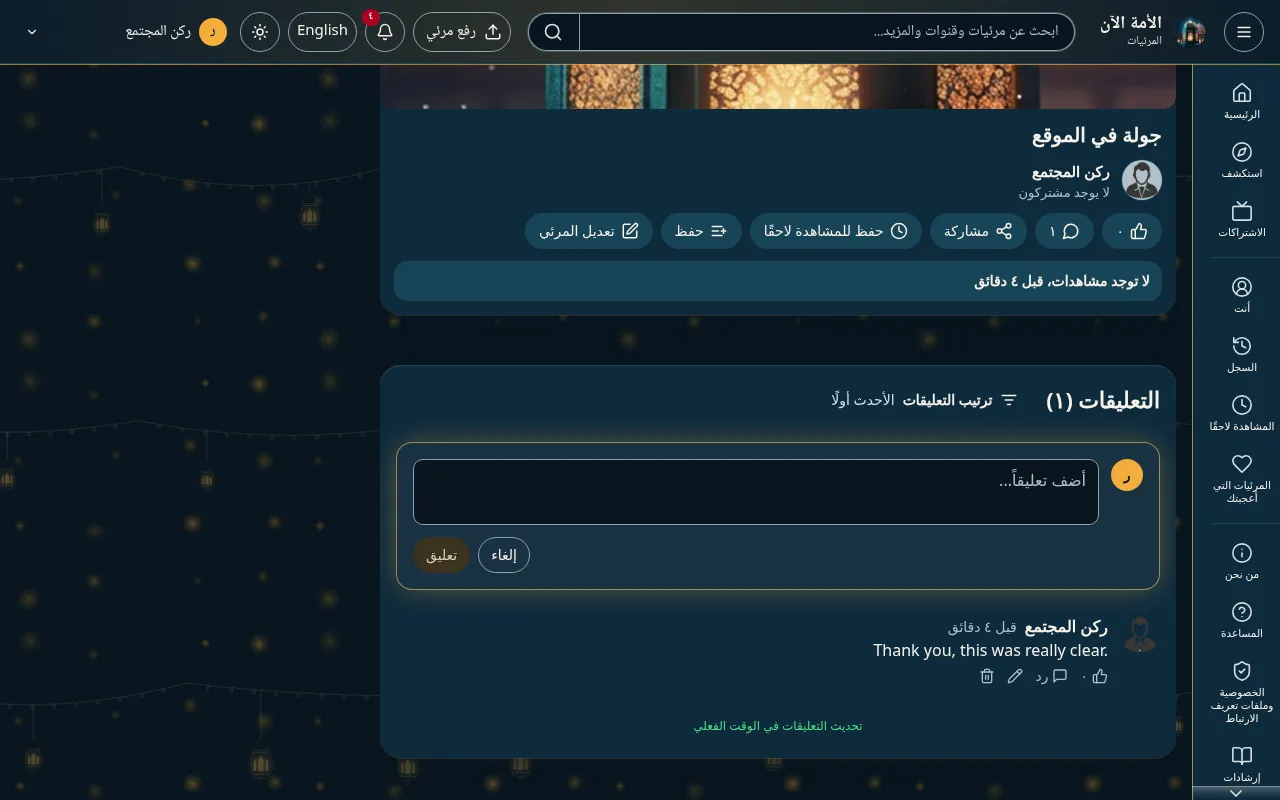 الأمة الآن
المرئيات
ابحث عن مرئيات وقنوات والمزيد...
رفع مرئي
٤
English
ر
ركن المجتمع
الرئيسية
استكشف
الاشتراكات
أنت
السجل
المشاهدة لاحقًا
المرئيات التي
أعجبتك
من نحن
المساعدة
الخصوصية
وملفات تعريف
الارتباط
إرشادات
جولة في الموقع
ركن المجتمع
لا يوجد مشتركون
٠
١
مشاركة
حفظ للمشاهدة لاحقًا
حفظ
تعديل المرئي
لا توجد مشاهدات، قبل ٤ دقائق
التعليقات (١)
ترتيب التعليقات الأحدث أولًا
ر
أضف تعليقاً...
إلغاء
تعليق
ركن المجتمع قبل ٤ دقائق
Thank you, this was really clear.
٠ رد
تحديث التعليقات في الوقت الفعلي